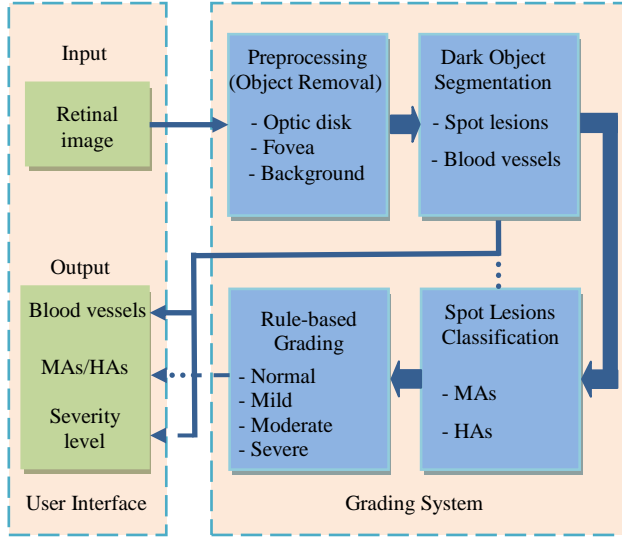 Input
Retinal
image
Output
Blood vessels
MAs/HAs
Severity
level
User Interface
Preprocessing
(Object Removal)
- Optic disk
- Fovea
- Background
Dark Object
Segmentation
- Spot lesions
- Blood vessels
Rule-based
Grading
- Normal
- Mild
- Moderate
- Severe
Spot Lesions
Classification
- MAs
- HAs
Grading System